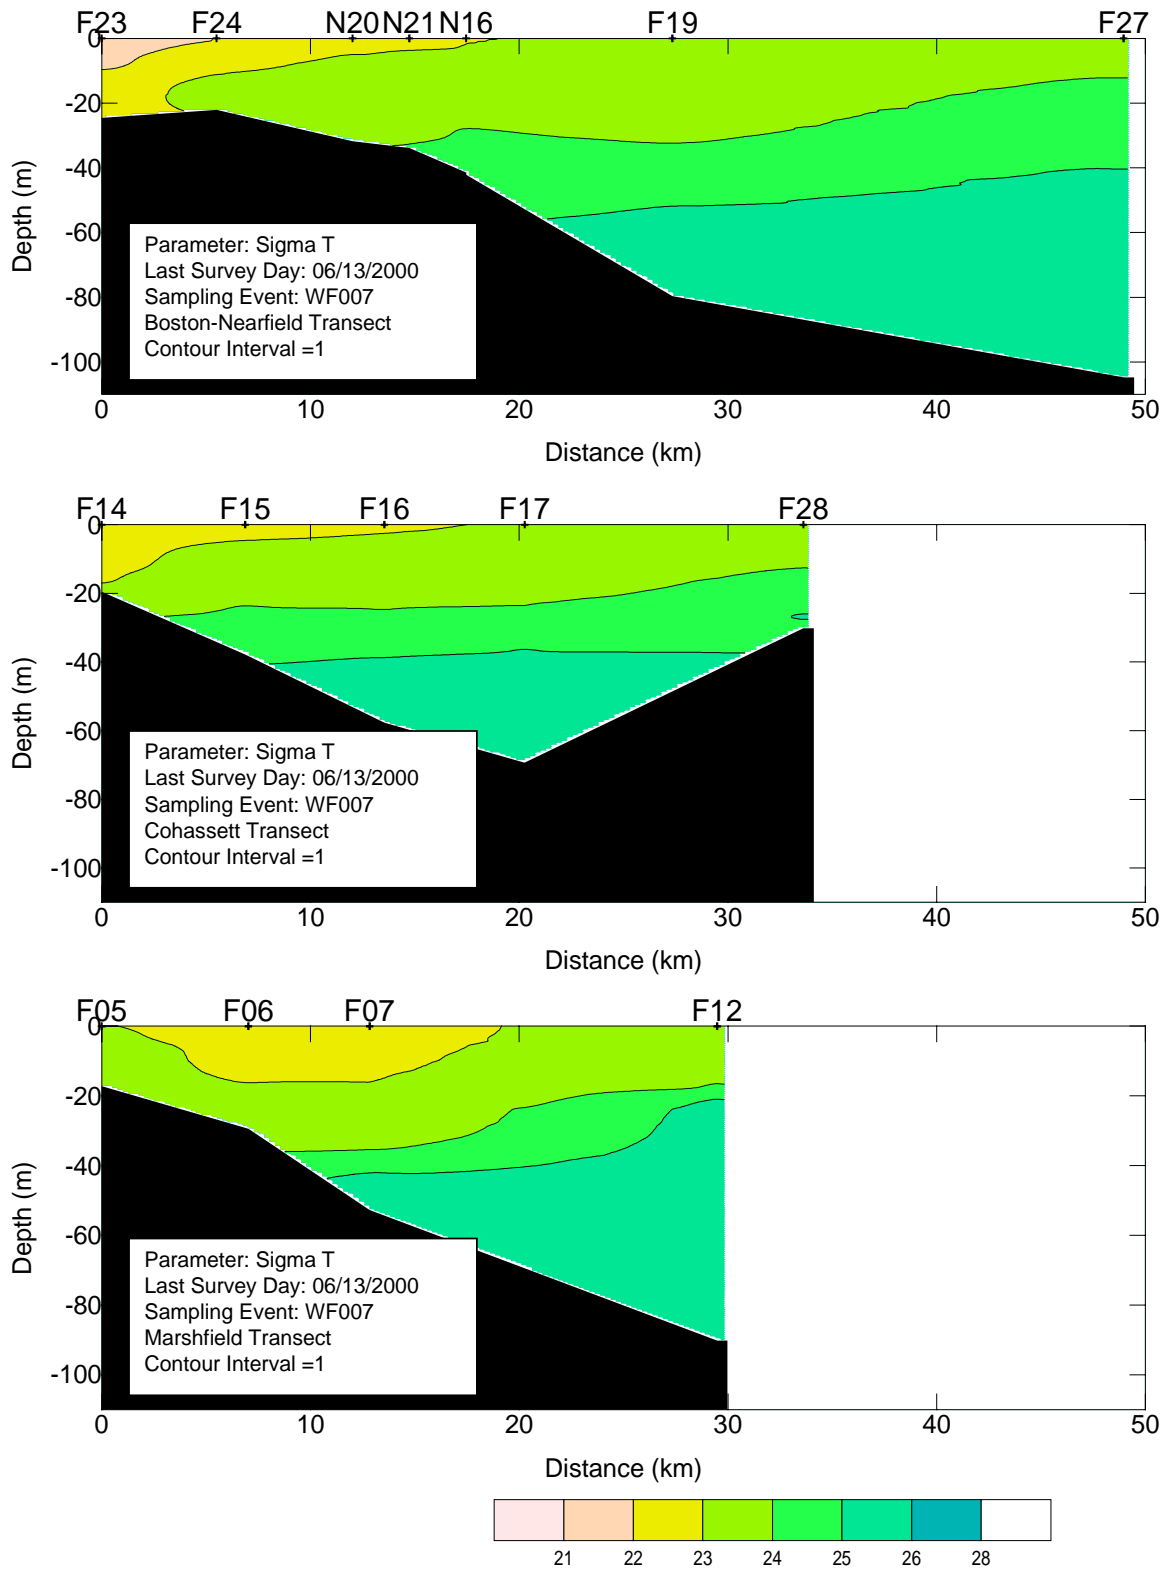 F23 F24 N20 N21 N16 F19 F27
0
-20
-40
-60
-80
-100
Depth (m)
Parameter: Sigma T
Last Survey Day: 06/13/2000
Sampling Event: WF007
Boston-Nearfield Transect
Contour Interval =1
0 10 20 30 40 50
Distance (km)
F14 F15 F16 F17 F28
0
-20
-40
-60
-80
-100
Depth (m)
Parameter: Sigma T
Last Survey Day: 06/13/2000
Sampling Event: WF007
Cohassett Transect
Contour Interval =1
0 10 20 30 40 50
Distance (km)
F05 F06 F07 F12
0
-20
-40
-60
-80
-100
Depth (m)
Parameter: Sigma T
Last Survey Day: 06/13/2000
Sampling Event: WF007
Marshfield Transect
Contour Interval =1
0 10 20 30 40 50
Distance (km)
21 22 23 24 25 26 28